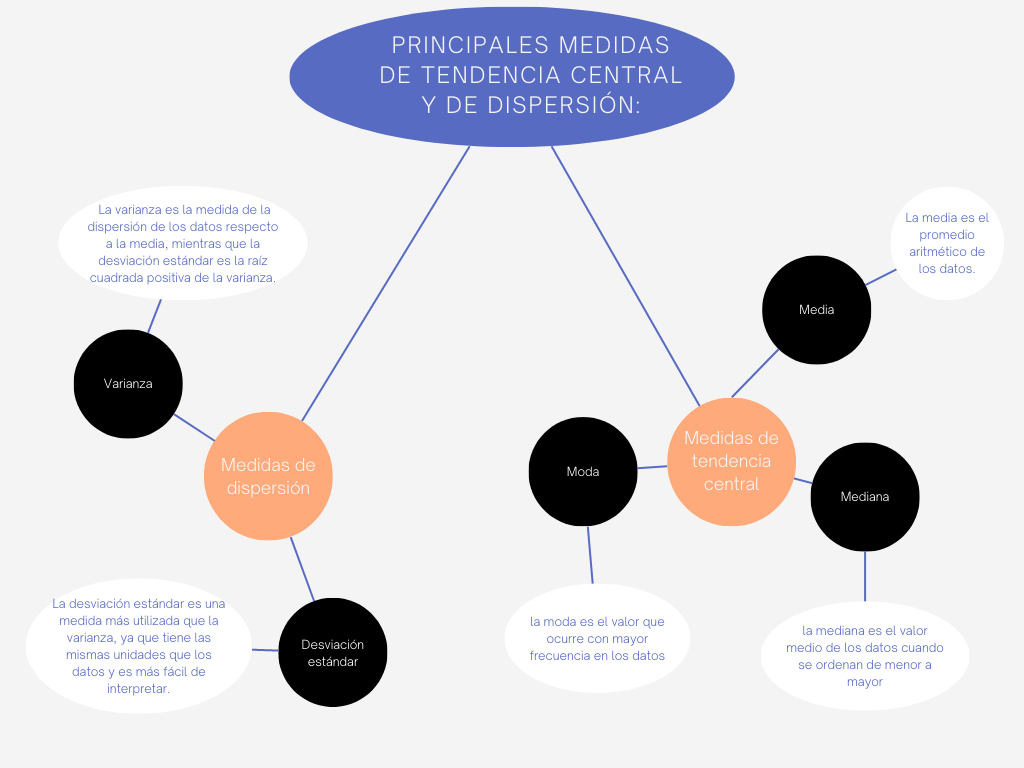 PRINCIPALES MEDIDAS
DE TENDENCIA CENTRAL
Y DE DISPERSIÓN:
La varianza es la medida de la
dispersión de los datos respecto
a la media, mientras que la
desviación estándar es la raíz
cuadrada positiva de la varianza.
Varianza
Medidas de
dispersión
Desviación
estándar
La desviación estándar es una
medida más utilizada que la
varianza, ya que tiene las
mismas unidades que los
datos y es más fácil de
interpretar.
La media es el
promedio
aritmético de
los datos.
Media
Medidas de
tendencia
central
Moda
la moda es el valor que
ocurre con mayor
frecuencia en los datos
Mediana
la mediana es el valor
medio de los datos cuando
se ordenan de menor a
mayor